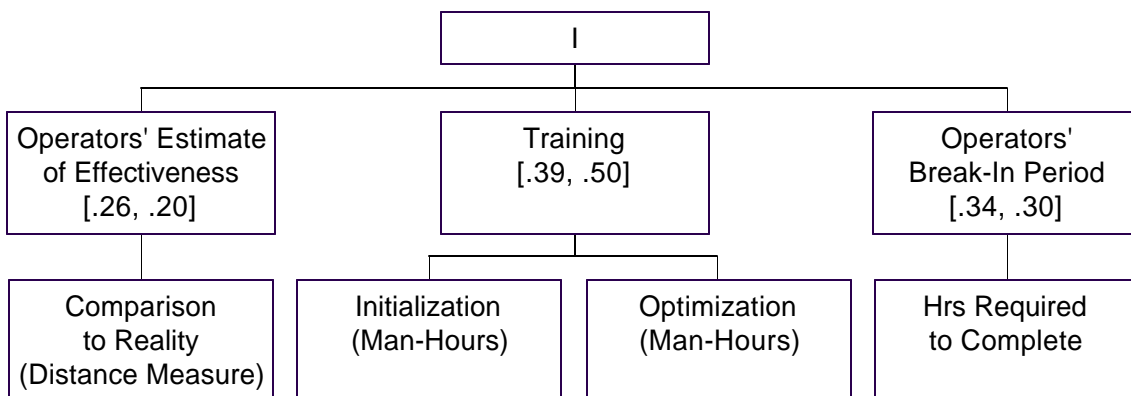 I
Operators' Estimate
of Effectiveness
[.26, .20]
Training
[.39, .50]
Operators'
Break-In Period
[.34, .30]
Comparison
to Reality
(Distance Measure)
Initialization
(Man-Hours)
Optimization
(Man-Hours)
Hrs Required
to Complete